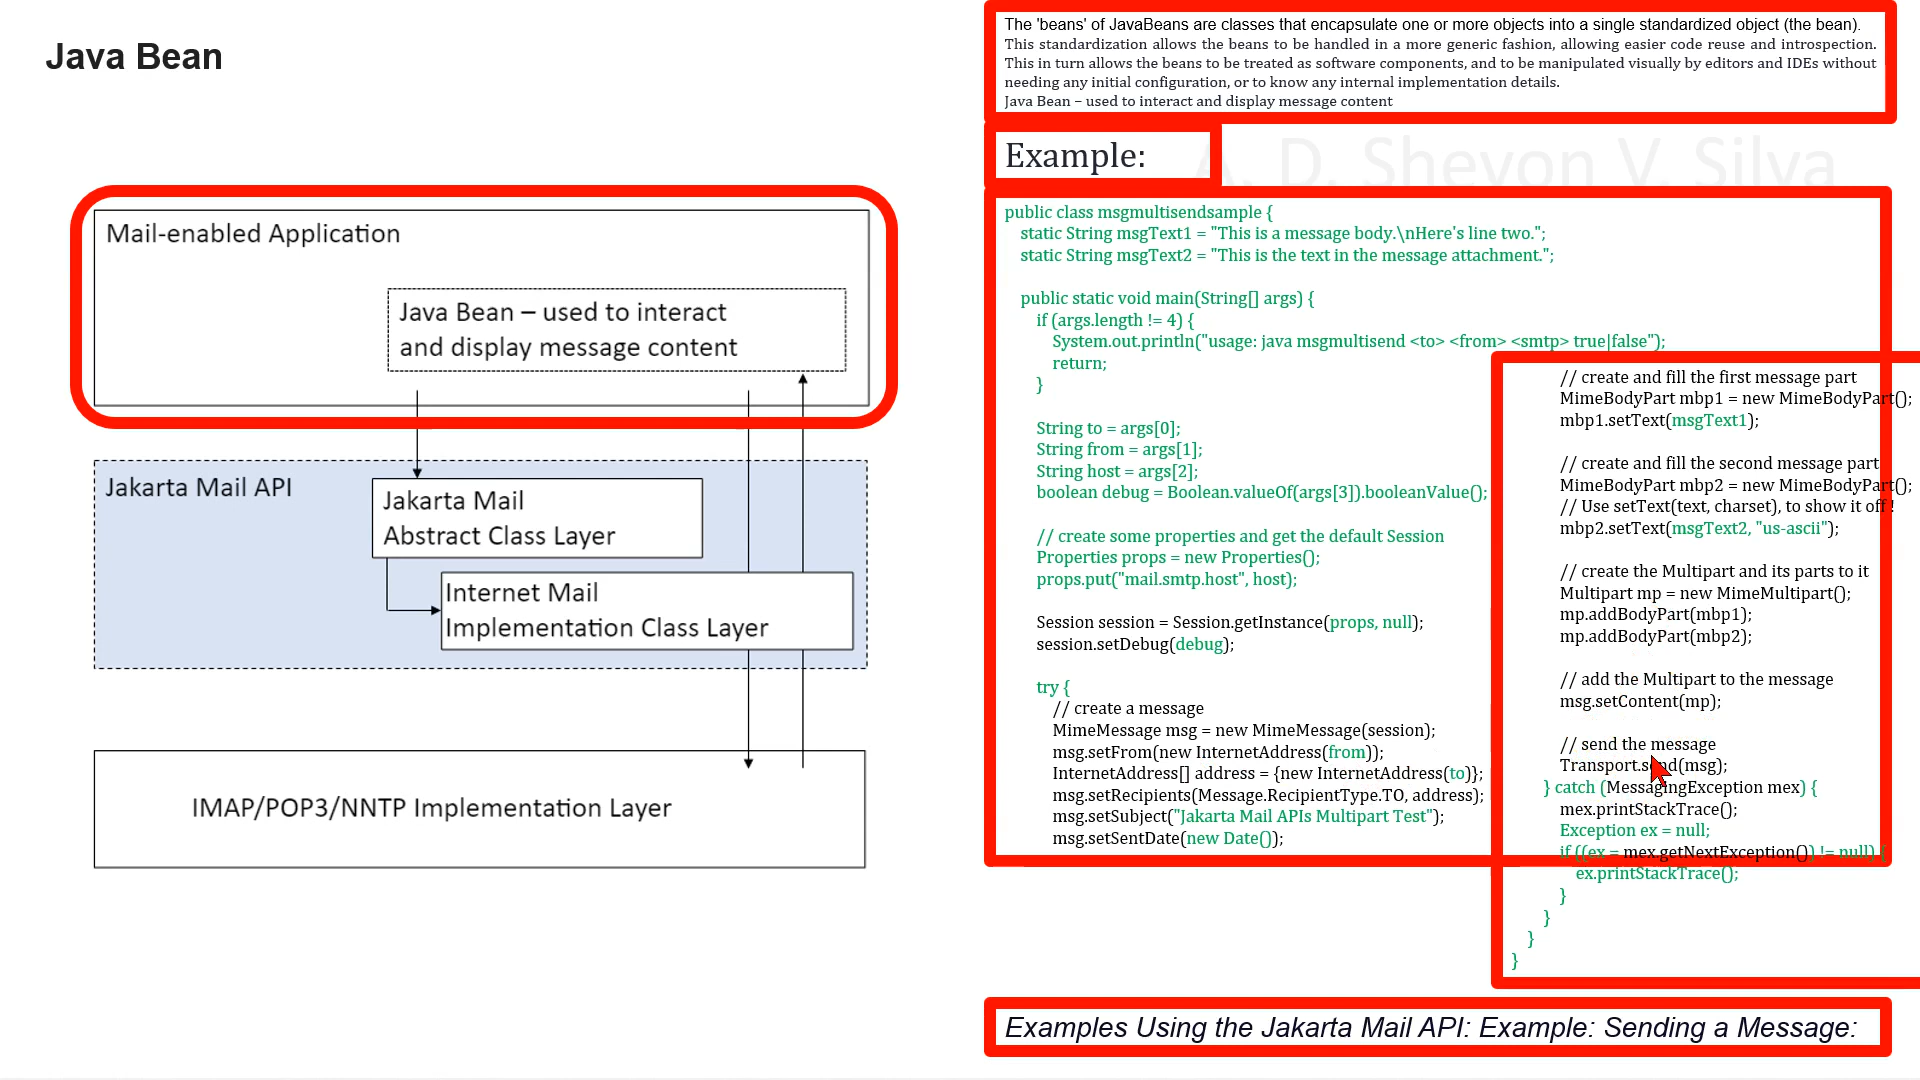 Java Bean
Mail-enabled Application
Java Bean – used to interact
and display message content
Jakarta Mail API
Jakarta Mail
Abstract Class Layer
Internet Mail
Implementation Class Layer
IMAP/POP3/NNTP Implementation Layer
The 'beans' of JavaBeans are classes that encapsulate one or more objects into a single standardized object (the bean).
This standardization allows the beans to be handled in a more generic fashion, allowing easier code reuse and introspection.
This in turn allows the beans to be treated as software components, and to be manipulated visually by editors and IDEs without
needing any initial configuration, or to know any internal implementation details.
Java Bean – used to interact and display message content
Example:
A. D. Shevon V. Silva
public class msgmultisendsample {
static String msgText1 = "This is a message body.\nHere's line two.";
static String msgText2 = "This is the text in the message attachment.";
public static void main(String[] args) {
if (args.length != 4) {
System.out.println("usage: java msgmultisend <to> <from> <smtp> true|false");
return;
}
String to = args[0];
String from = args[1];
String host = args[2];
boolean debug = Boolean.valueOf(args[3]).booleanValue();
// create some properties and get the default Session
Properties props = new Properties();
props.put("mail.smtp.host", host);
Session session = Session.getInstance(props, null);
session.setDebug(debug);
try {
// create a message
MimeMessage msg = new MimeMessage(session);
msg.setFrom(new InternetAddress(from));
InternetAddress[] address = {new InternetAddress(to)};
msg.setRecipients(Message.RecipientType.TO, address);
msg.setSubject("Jakarta Mail APIs Multipart Test");
msg.setSentDate(new Date());
// create and fill the first message part
MimeBodyPart mbp1 = new MimeBodyPart();
mbp1.setText(msgText1);
// create and fill the second message part
MimeBodyPart mbp2 = new MimeBodyPart();
// Use setText(text, charset), to show it off !
mbp2.setText(msgText2, "us-ascii");
// create the Multipart and its parts to it
Multipart mp = new MimeMultipart();
mp.addBodyPart(mbp1);
mp.addBodyPart(mbp2);
// add the Multipart to the message
msg.setContent(mp);
// send the message
Transport.send(msg);
} catch (MessagingException mex) {
mex.printStackTrace();
Exception ex = null;
if ((ex = mex.getNextException()) != null) {
ex.printStackTrace();
}
}
}
}
Examples Using the Jakarta Mail API: Example: Sending a Message: